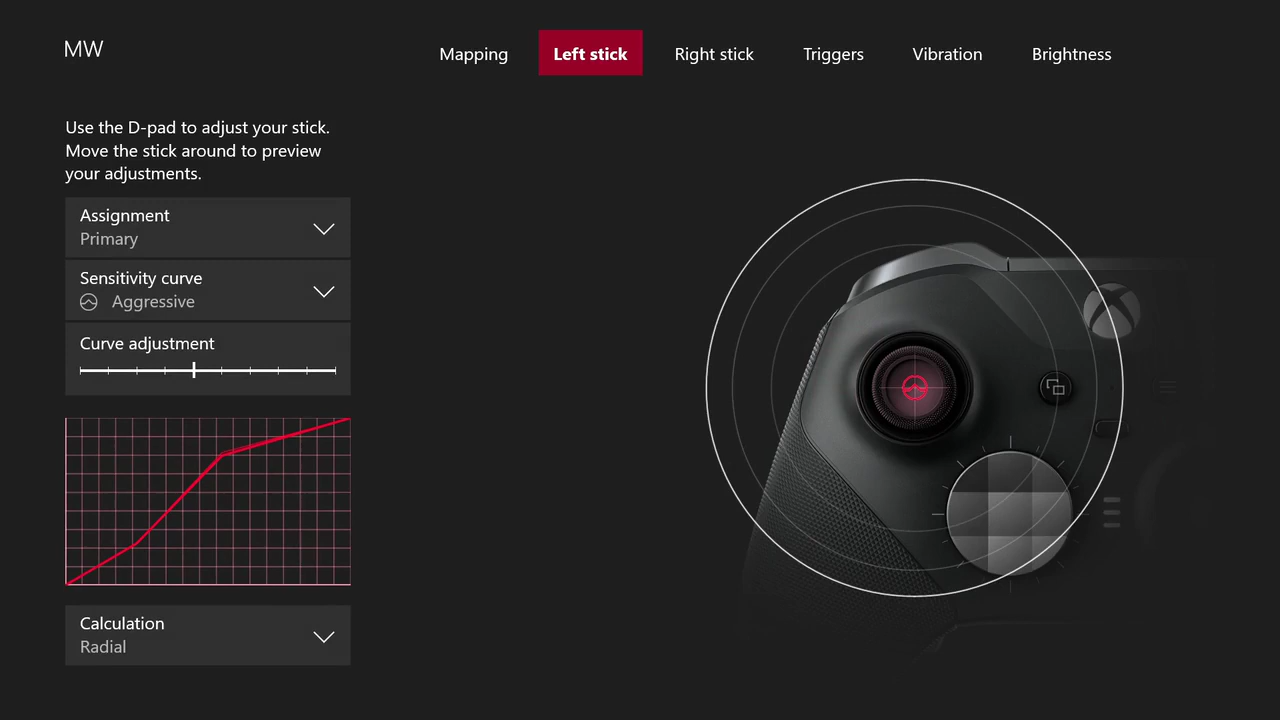 MW
Mapping
Left stick
Right stick
Triggers
Vibration
Brightness
Use the D-pad to adjust your stick.
Move the stick around to preview
your adjustments.
Assignment
Primary
Sensitivity curve
Aggressive
Curve adjustment
Calculation
Radial